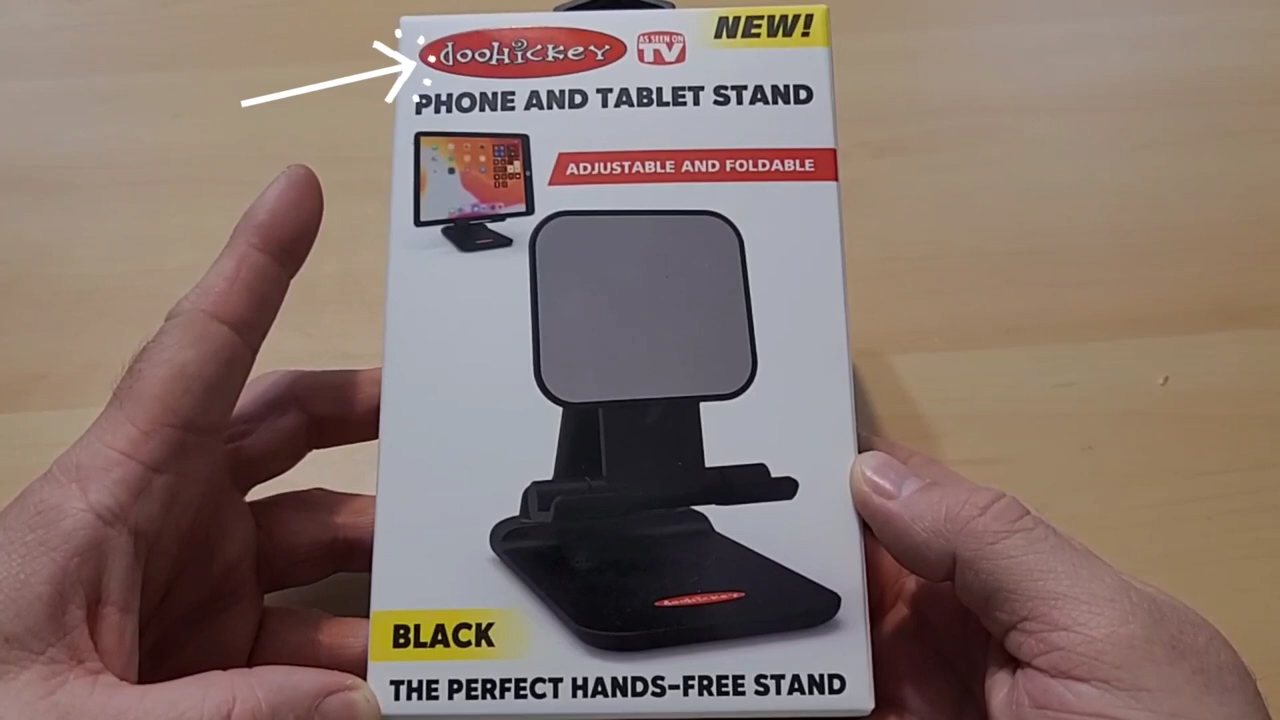 dooHickey
AS SEEN ON
TV
NEW!
PHONE AND TABLET STAND
ADJUSTABLE AND FOLDABLE
dooHickey
BLACK
THE PERFECT HANDS-FREE STAND